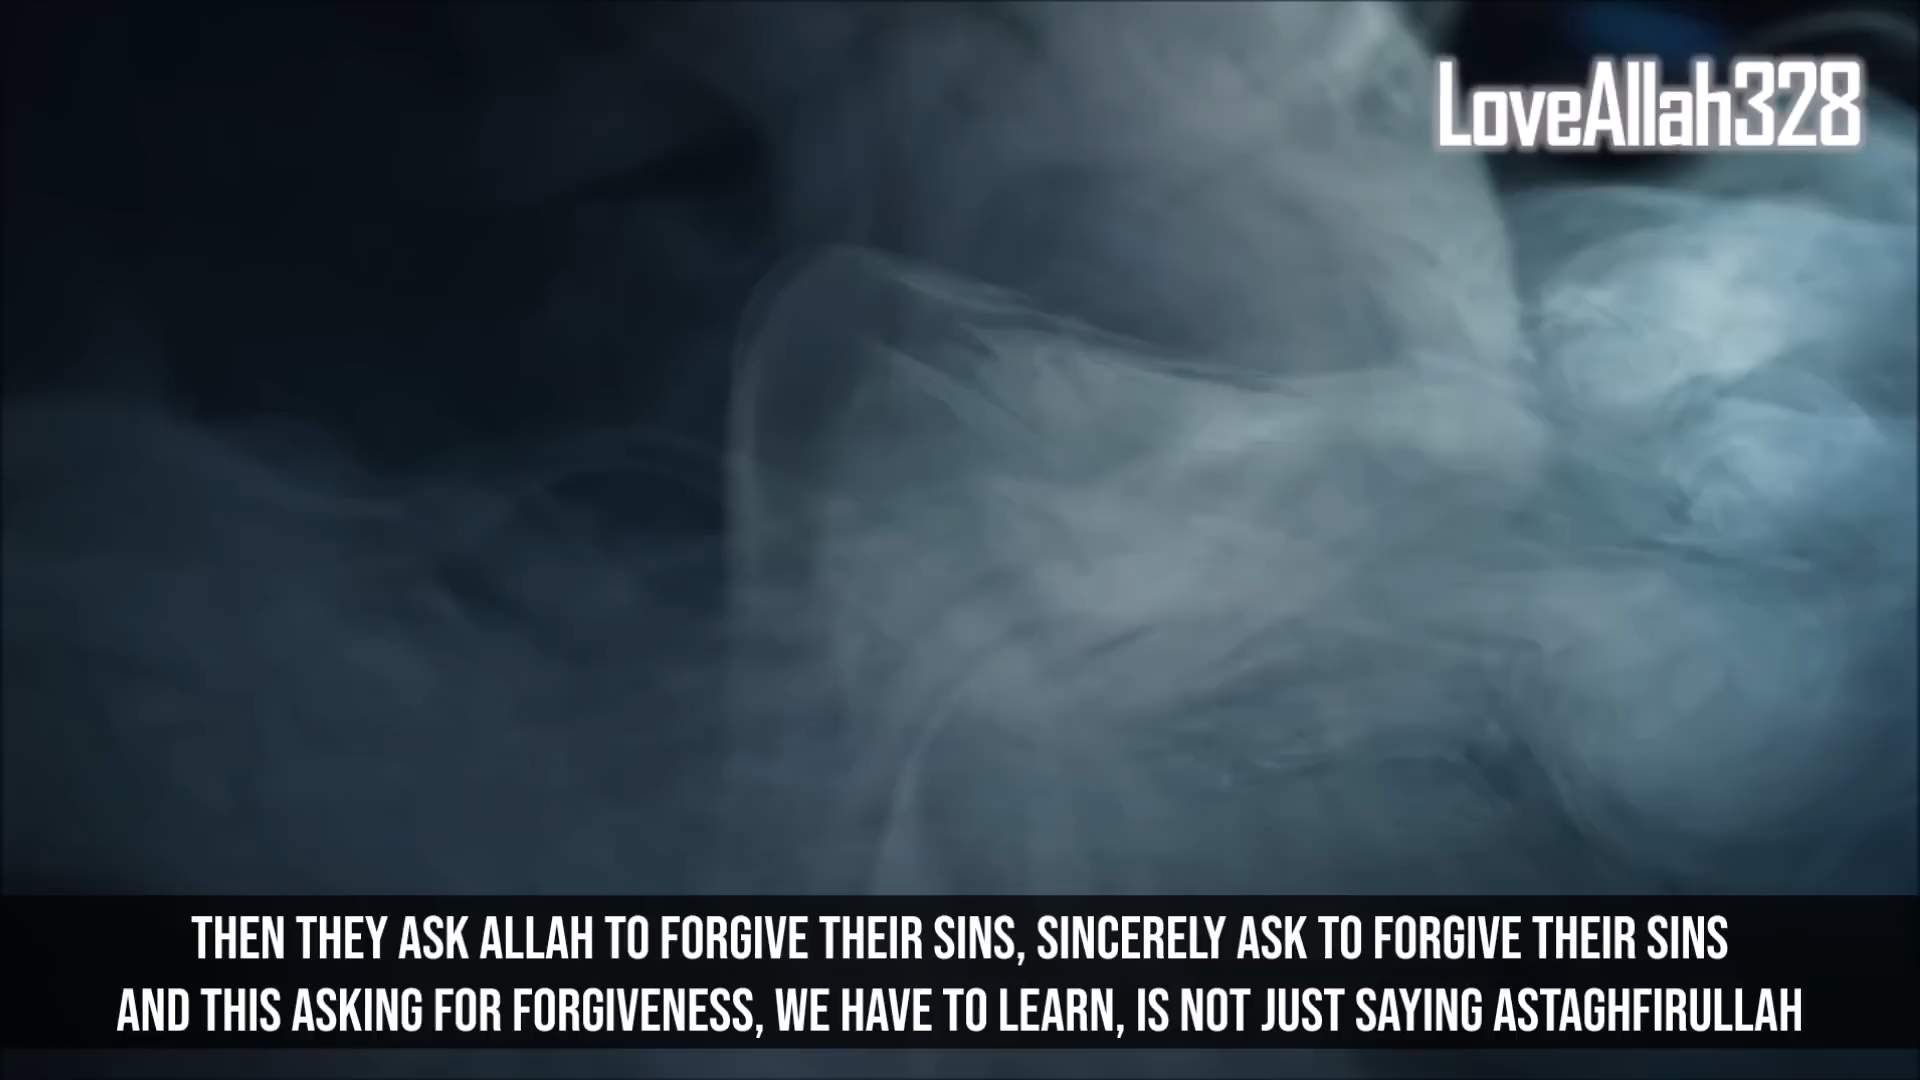 LoveAllah328
THEN THEY ASK ALLAH TO FORGIVE THEIR SINS, SINCERELY ASK TO FORGIVE THEIR SINS
AND THIS ASKING FOR FORGIVENESS, WE HAVE TO LEARN, IS NOT JUST SAYING ASTAGHFIRULLAH